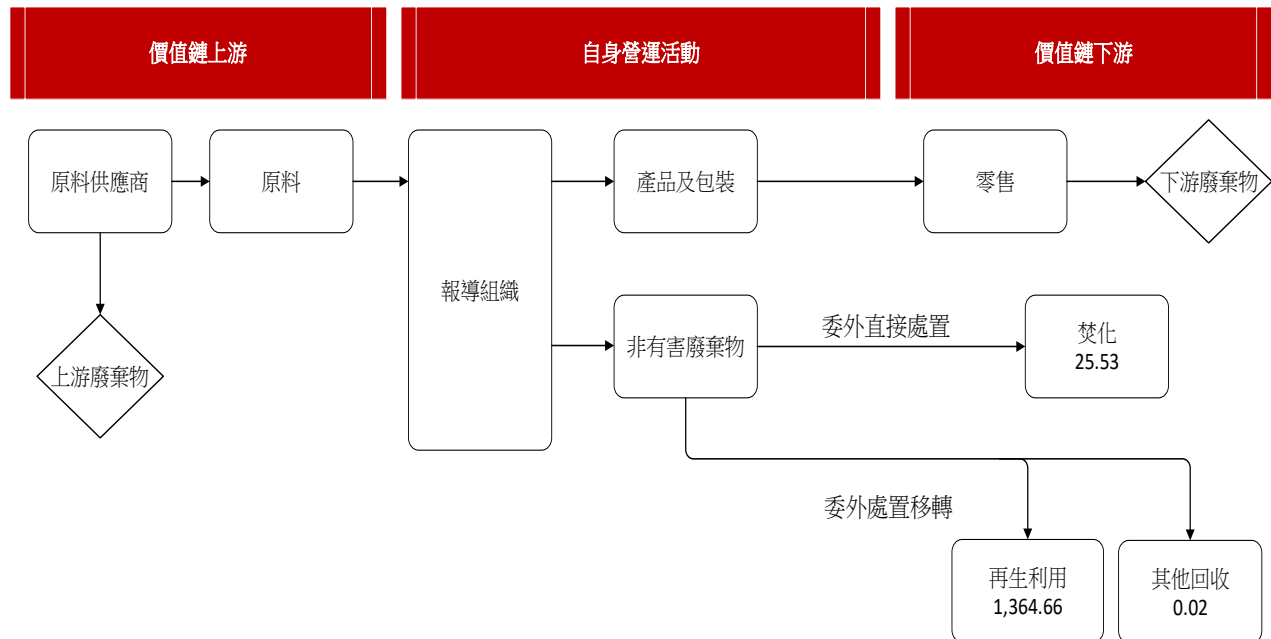 價值鏈上游
自身營運活動
價值鏈下游
原料供應商
原料
報導組織
產品及包裝
零售
下游廢棄物
上游廢棄物
非有害廢棄物
委外直接處置
焚化
25.53
委外處置移轉
再生利用
1,364.66
其他回收
0.02